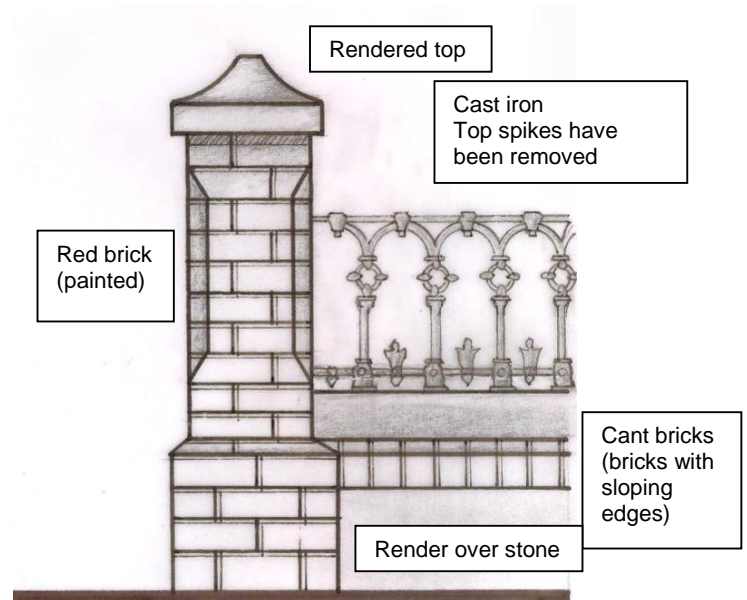 Rendered top
Cast iron
Top spikes have
been removed
Red brick
(painted)
Cant bricks
(bricks with
sloping
edges)
Render over stone